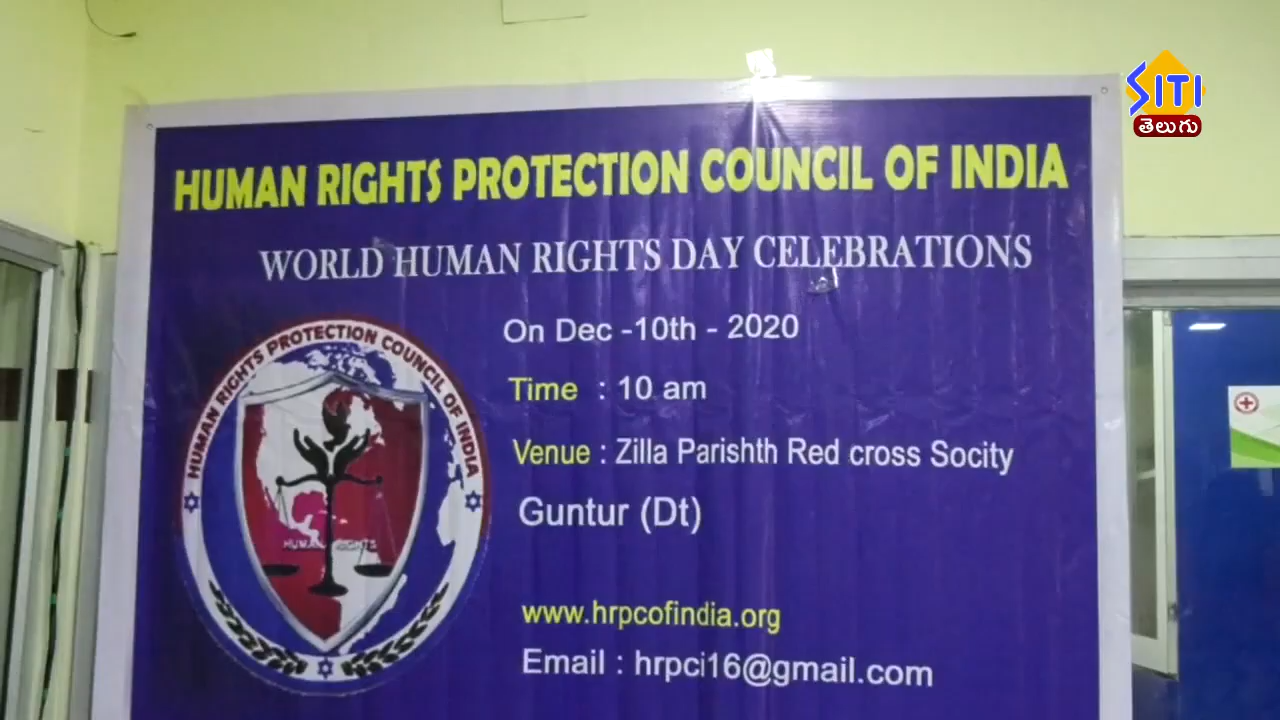 SITI
తెలుగు
HUMAN RIGHTS PROTECTION COUNCIL OF INDIA
WORLD HUMAN RIGHTS DAY CELEBRATIONS
On Dec -10th - 2020
Time : 10 am
Venue : Zilla Parishth Red cross Socity
Guntur (Dt)
www.hrpcofindia.org
Email : hrpci16@gmail.com
HUMAN RIGHTS PROTECTION COUNCIL OF INDIA
HUMAN RIGHTS